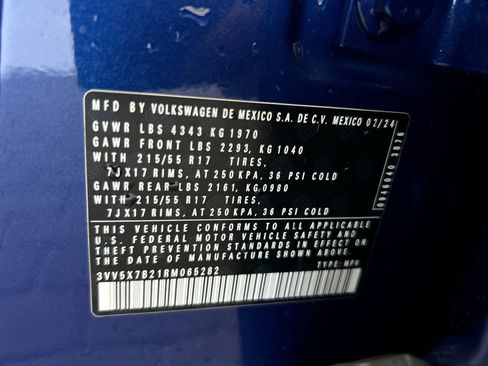 MFD BY VOLKSWAGEN DE MEXICO S.A. DE C.V. MEXICO 02/24
GVWR LBS 4343 KG 1970
GAWR FRONT LBS 2293, KG 1040
WITH 215/55 R17 TIRES,
7JX17 RIMS, AT 250 KPA, 36 PSI COLD
GAWR REAR LBS 2161, KG 0980
WITH 215/55 R17 TIRES,
7JX17 RIMS, AT 250 KPA, 36 PSI COLD
THIS VEHICLE CONFORMS TO ALL APPLICABLE
U.S. FEDERAL MOTOR VEHICLE SAFETY AND
THEFT PREVENTION STANDARDS IN EFFECT ON
THE DATE OF MANUFACTURE SHOWN ABOVE.
3VV5X7B21RM065282 TYPE: MPV
0946040 3876